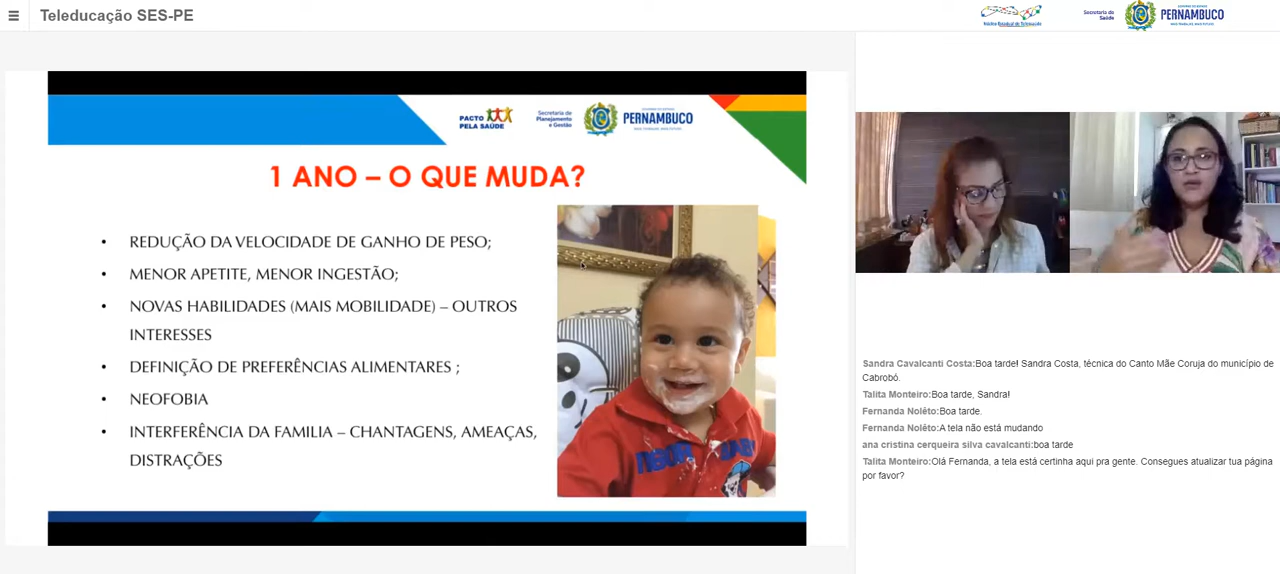 Teleducação SES-PE
Secretaria de
Saúde
PERNAMBUCO
PACTO
PELA SAÚDE
Secretaria de
Planejamento
e Gestão
PERNAMBUCO
1 ANO – O QUE MUDA?
• REDUÇÃO DA VELOCIDADE DE GANHO DE PESO;
• MENOR APETITE, MENOR INGESTÃO;
• NOVAS HABILIDADES (MAIS MOBILIDADE) – OUTROS
INTERESSES
• DEFINIÇÃO DE PREFERÊNCIAS ALIMENTARES ;
• NEOFOBIA
• INTERFERÊNCIA DA FAMILIA – CHANTAGENS, AMEAÇAS,
DISTRAÇÕES
Sandra Cavalcanti Costa:Boa tarde! Sandra Costa, técnica do Canto Mãe Coruja do município de
Cabrobó.
Talita Monteiro:Boa tarde, Sandra!
Fernanda Nolêto:Boa tarde.
Fernanda Nolêto:A tela não está mudando
ana cristina cerqueira silva cavalcanti:boa tarde
Talita Monteiro:Olá Fernanda, a tela está certinha aqui pra gente. Consegues atualizar tua página
por favor?